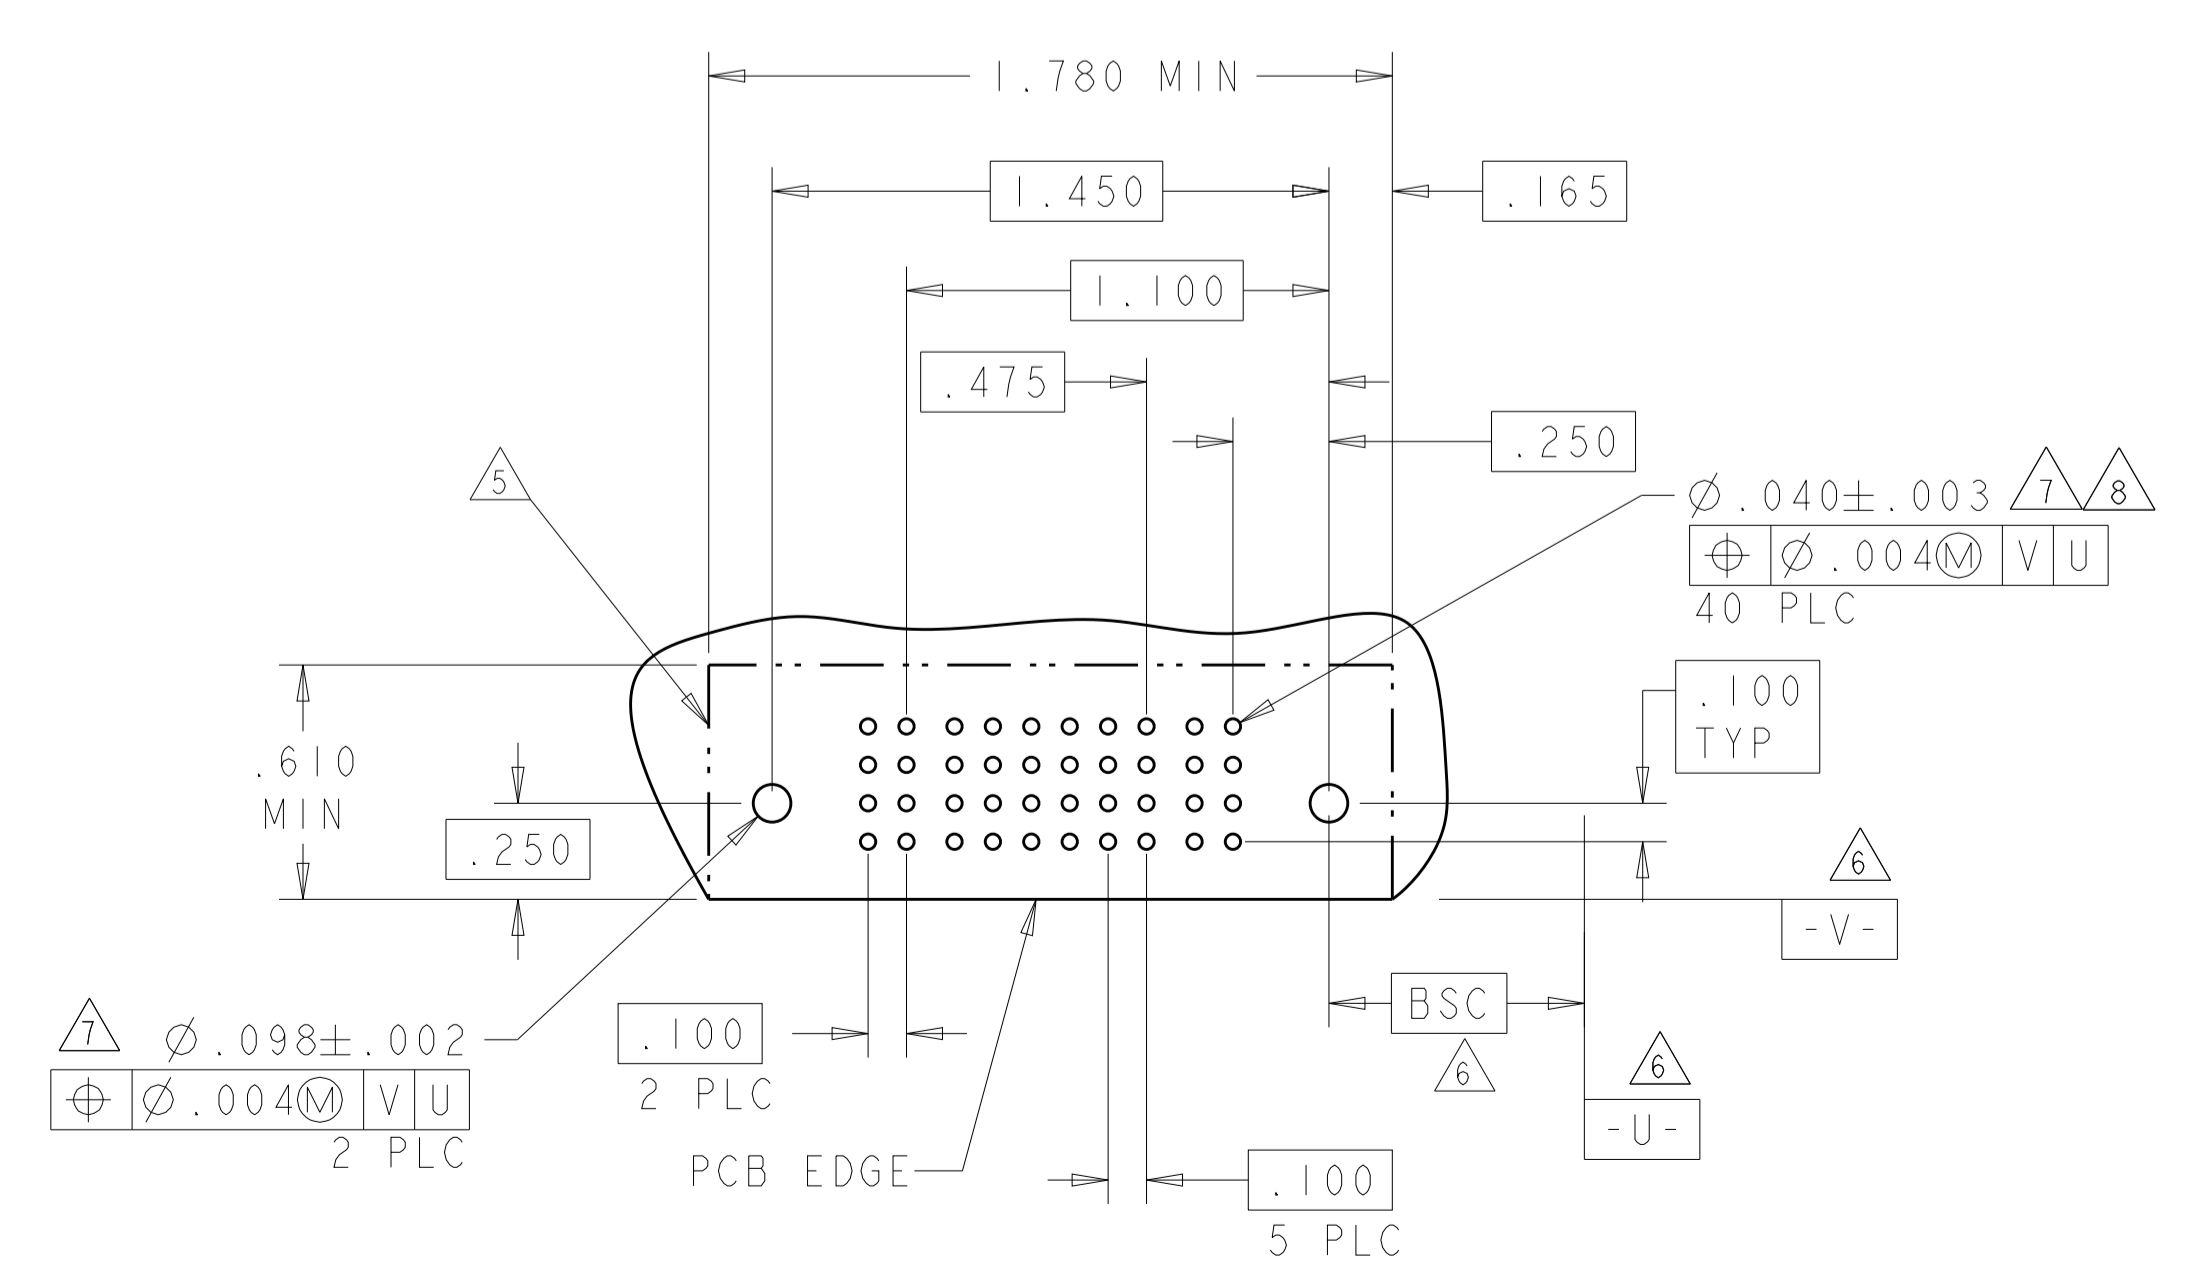 1.780 MIN
1.450
.165
1.100
.475
.250
5
⌀.040±.003 7 8
⌖ ⌀.004Ⓜ V U
40 PLC
.100
TYP
.610
MIN
.250
6
-V-
BSC
6
6
-U-
7 ⌀.098±.002
⌖ ⌀.004Ⓜ V U
2 PLC
.100
2 PLC
PCB EDGE
.100
5 PLC